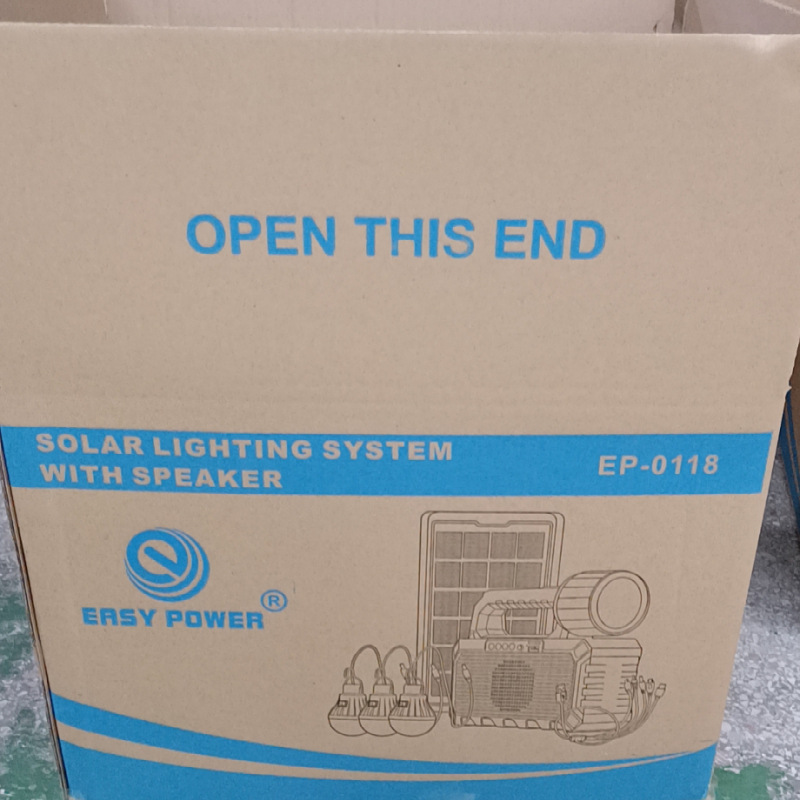 OPEN THIS END
SOLAR LIGHTING SYSTEM
WITH SPEAKER
EP-0118
EASY POWER ®